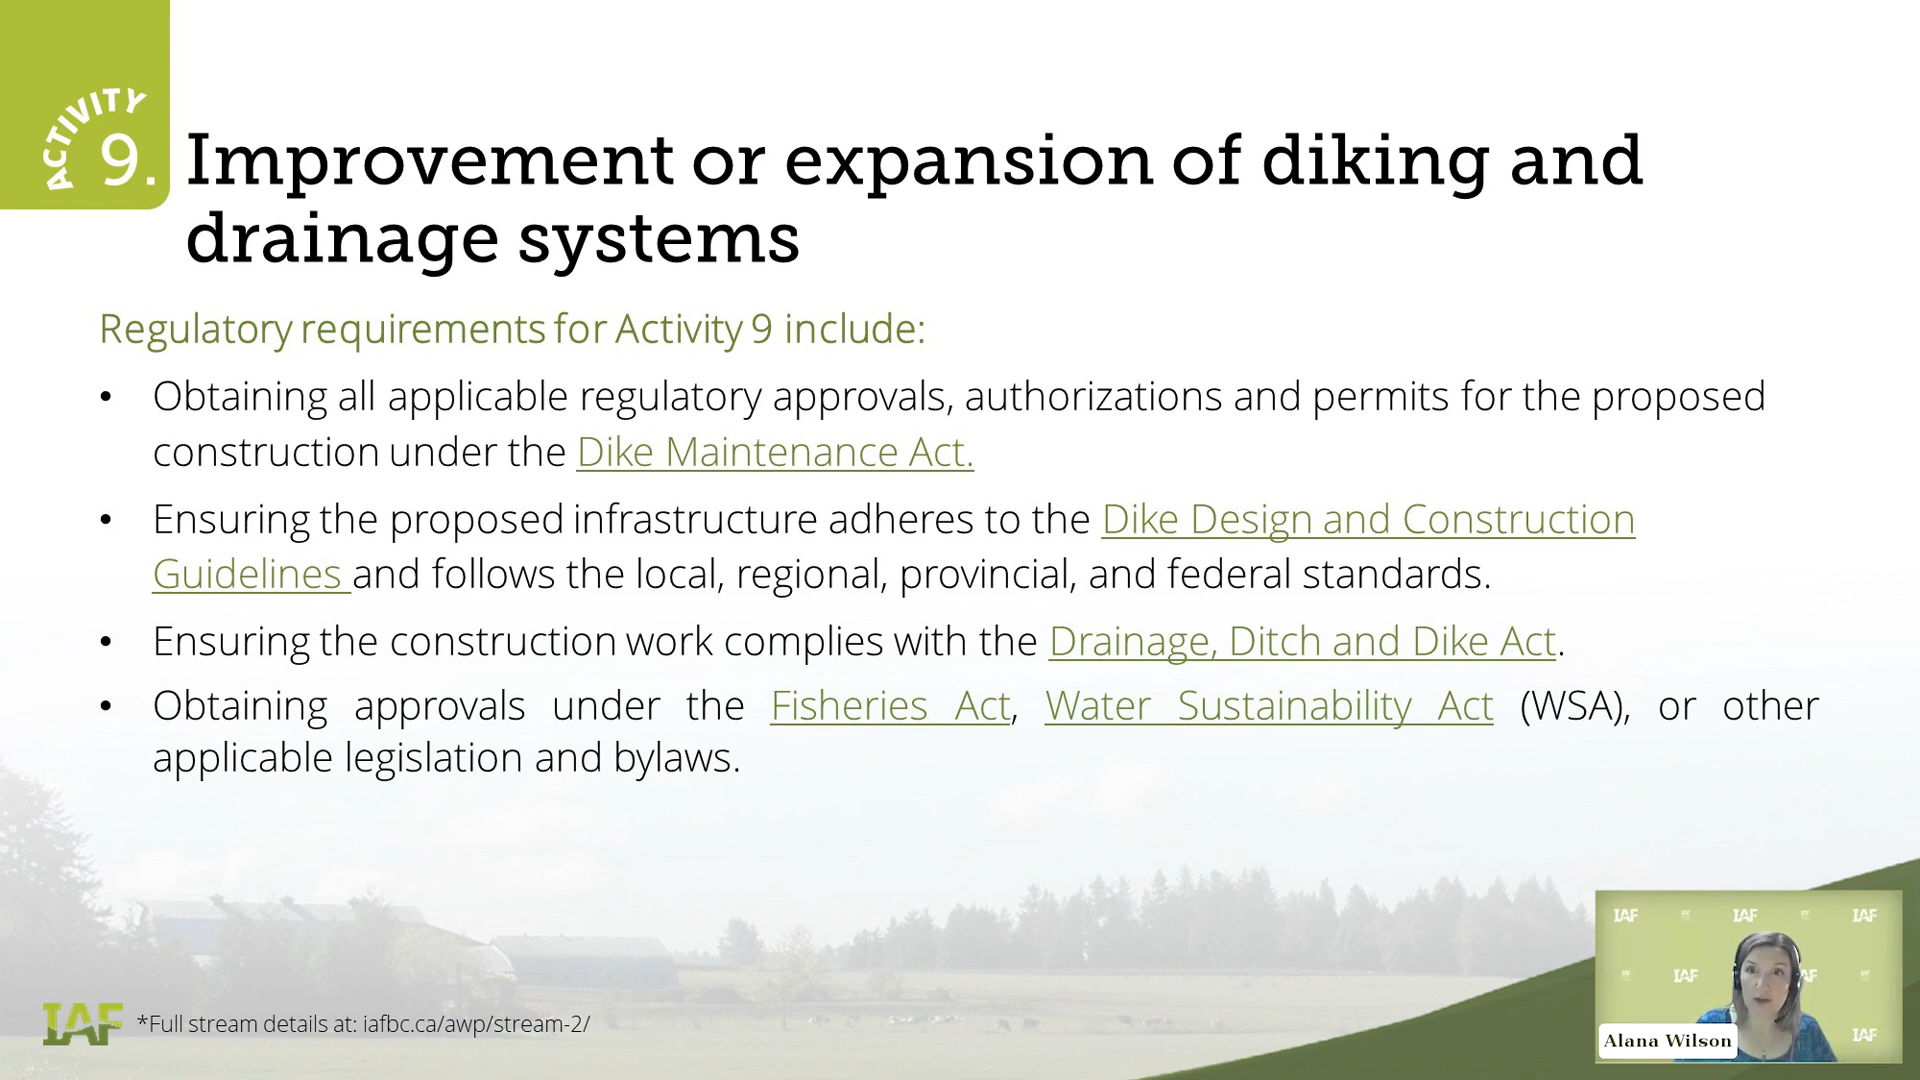 ACTIVITY
9.
Improvement or expansion of diking and
drainage systems
Regulatory requirements for Activity 9 include:
• Obtaining all applicable regulatory approvals, authorizations and permits for the proposed
construction under the Dike Maintenance Act.
• Ensuring the proposed infrastructure adheres to the Dike Design and Construction
Guidelines and follows the local, regional, provincial, and federal standards.
• Ensuring the construction work complies with the Drainage, Ditch and Dike Act.
• Obtaining approvals under the Fisheries Act, Water Sustainability Act (WSA), or other
applicable legislation and bylaws.
IAF IAF IAF
IAF AF
IAF
IAF
*Full stream details at: iafbc.ca/awp/stream-2/
Alana Wilson